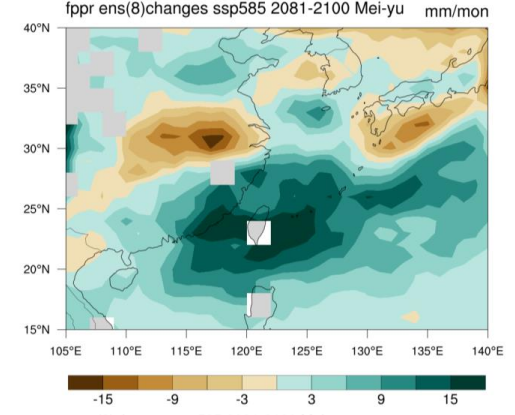 fppr ens(8)changes ssp585 2081-2100 Mei-yu mm/mon
40°N
35°N
30°N
25°N
20°N
15°N
105°E 110°E 115°E 120°E 125°E 130°E 135°E 140°E
-15 -9 -3 3 9 15